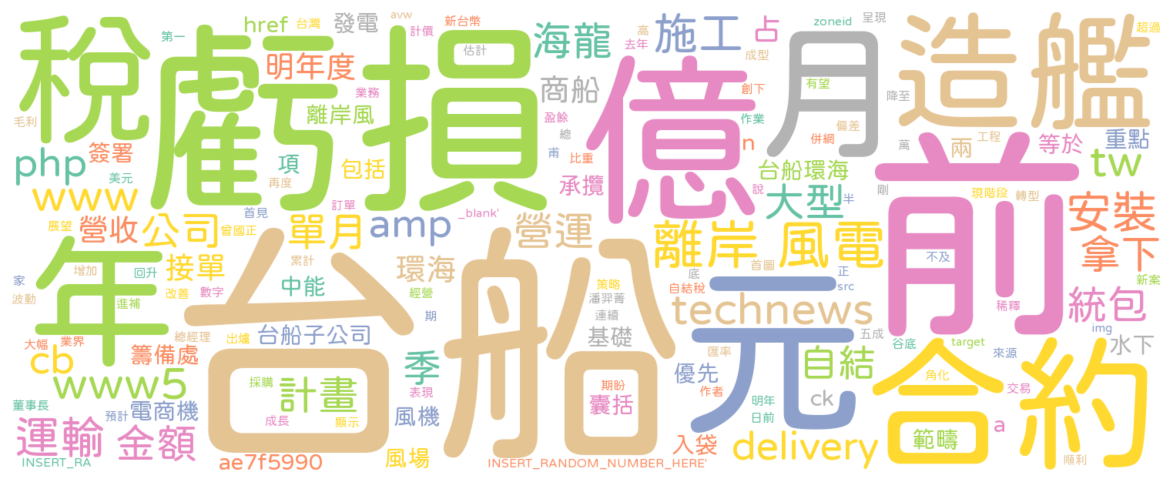 稅
虧損
億
月
造艦
台船
元
前
年
合約
href
台灣
發電
avw
計價
新台幣
第一
明年度
估計
海龍
高
去年
施工
占
成型
zoneid
呈現
有望
超過
毛利
業務
離岸風
商船
盈餘
總
創下
作業
併網
偏差
降至
php
簽署
美元
項
再度
包括
甫
比重
承攬
n
台船環海
說
大型
半
萬
剛
兩
工程
等於
重點
tw
www
首見
訂單
_blank'
現階段
轉型
展望
營收
公司
曾國正
單月
amp
營運
離岸
風電
安裝
拿下
家
波動
增加
回升
接單
進補
改善
數字
累計
中能
環海
經營
期
策略
潘羿菁
連續
底
首圖
自結稅
正
src
不及
新案
稀釋
technews
統包
大幅
業界
cb
籌備處
總經理
出爐
台船子公司
基礎
匯率
五成
谷底
target
img
來源
水下
www5
採購
計畫
季
表現
期盼
囊括
作者
優先
明年
日前
自結
ck
角化
交易
董事長
預計
電商機
成長
顯示
風機
運輸
金額
入袋
delivery
範疇
a
順利
INSERT_RA
ae7f5990
風場
INSERT_RANDOM_NUMBER_HERE'